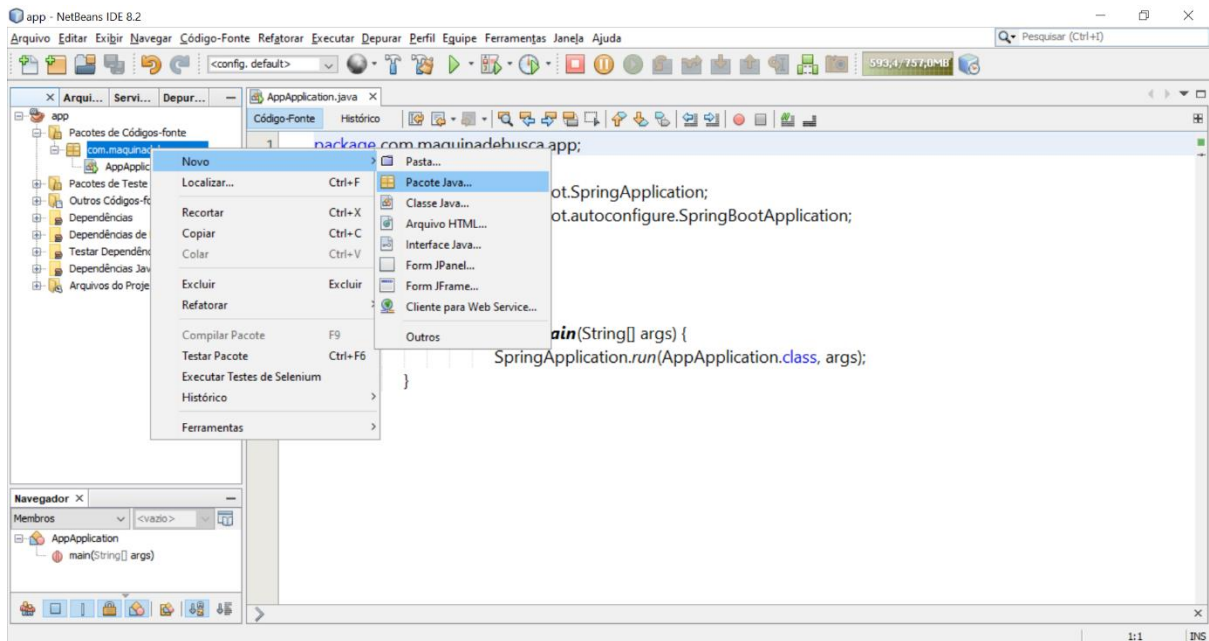 app - NetBeans IDE 8.2
Arquivo Editar Exibir Navegar Código-Fonte Refatorar Executar Depurar Perfil Equipe Ferramentas Janela Ajuda
Pesquisar (Ctrl+I)
<config. default>
593,4/757,0MB
Arqui... Servi... Depur...
AppApplication.java
app
Pacotes de Códigos-fonte
com.maquinad
AppApplic
Pacotes de Teste
Outros Códigos-fo
Dependências
Dependências de
Testar Dependên
Dependências Jav
Arquivos do Proje
Código-Fonte Histórico
1 package com.maquinadebusca.app;
ot.SpringApplication;
ot.autoconfigure.SpringBootApplication;
ain(String[] args) {
SpringApplication.run(AppApplication.class, args);
}
Novo
Localizar... Ctrl+F
Recortar Ctrl+X
Copiar Ctrl+C
Colar Ctrl+V
Excluir Excluir
Refatorar
Compilar Pacote F9
Testar Pacote Ctrl+F6
Executar Testes de Selenium
Histórico
Ferramentas
Pasta...
Pacote Java...
Classe Java...
Arquivo HTML...
Interface Java...
Form JPanel...
Form JFrame...
Cliente para Web Service...
Outros
Navegador
Membros <vazio>
AppApplication
main(String[] args)
1:1 INS